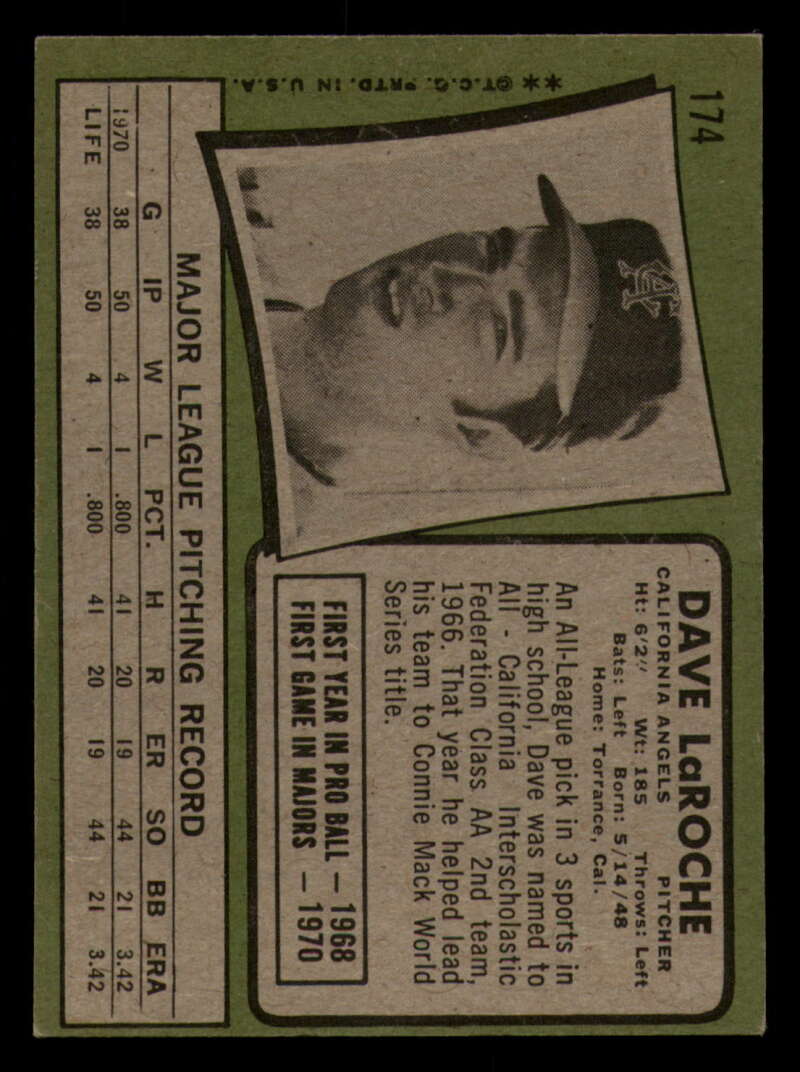 174
DAVE LaROCHE
CALIFORNIA ANGELS PITCHER
Ht: 6'2" Wt: 185 Throws: Left
Bats: Left Born: 5/14/48
Home: Torrance, Cal.
An All-League pick in 3 sports in
high school, Dave was named to
All - California Interscholastic
Federation Class AA 2nd team,
1966. That year he helped lead
his team to Connie Mack World
Series title.
FIRST YEAR IN PRO BALL — 1968
FIRST GAME IN MAJORS — 1970
MAJOR LEAGUE PITCHING RECORD
G IP W L PCT. H R ER SO BB ERA
1970 38 50 4 1 .800 41 20 19 44 21 3.42
LIFE 38 50 4 1 .800 41 20 19 44 21 3.42
**©T.C.G. PRTD. IN U.S.A.
CA